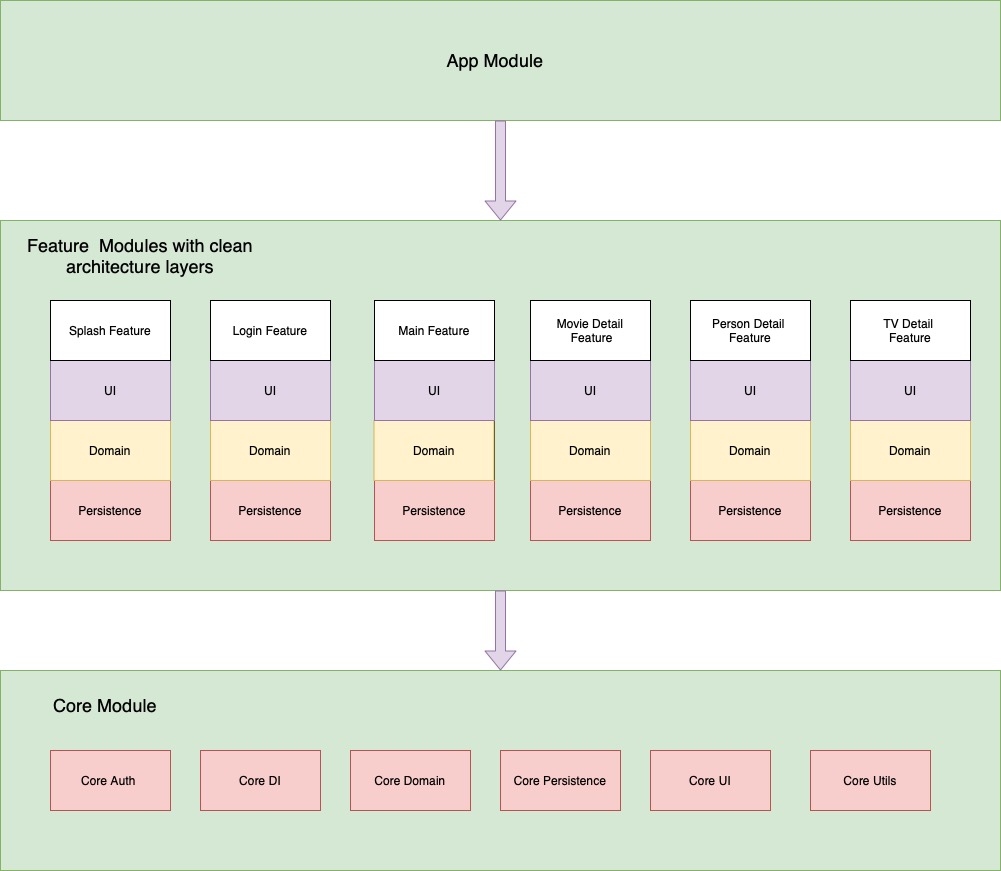 App Module
Feature  Modules with clean
architecture layers
Splash Feature
Login Feature
Main Feature
Movie Detail
Feature
Person Detail
Feature
TV Detail
Feature
UI
UI
UI
UI
UI
UI
Domain
Domain
Domain
Domain
Domain
Domain
Persistence
Persistence
Persistence
Persistence
Persistence
Persistence
Core Module
Core Auth
Core DI
Core Domain
Core Persistence
Core UI
Core Utils